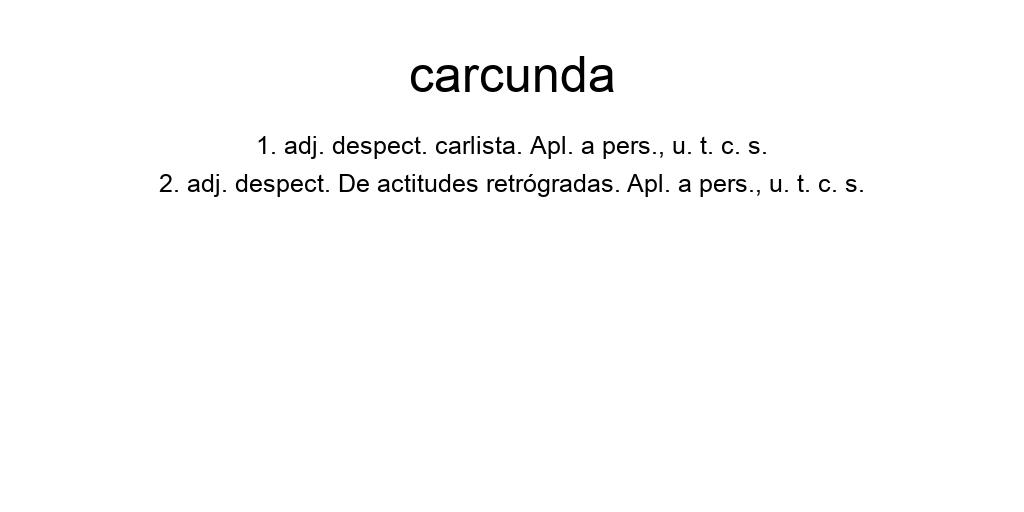 carcunda
1. adj. despect. carlista. Apl. a pers., u. t. c. s.
2. adj. despect. De actitudes retrógradas. Apl. a pers., u. t. c. s.